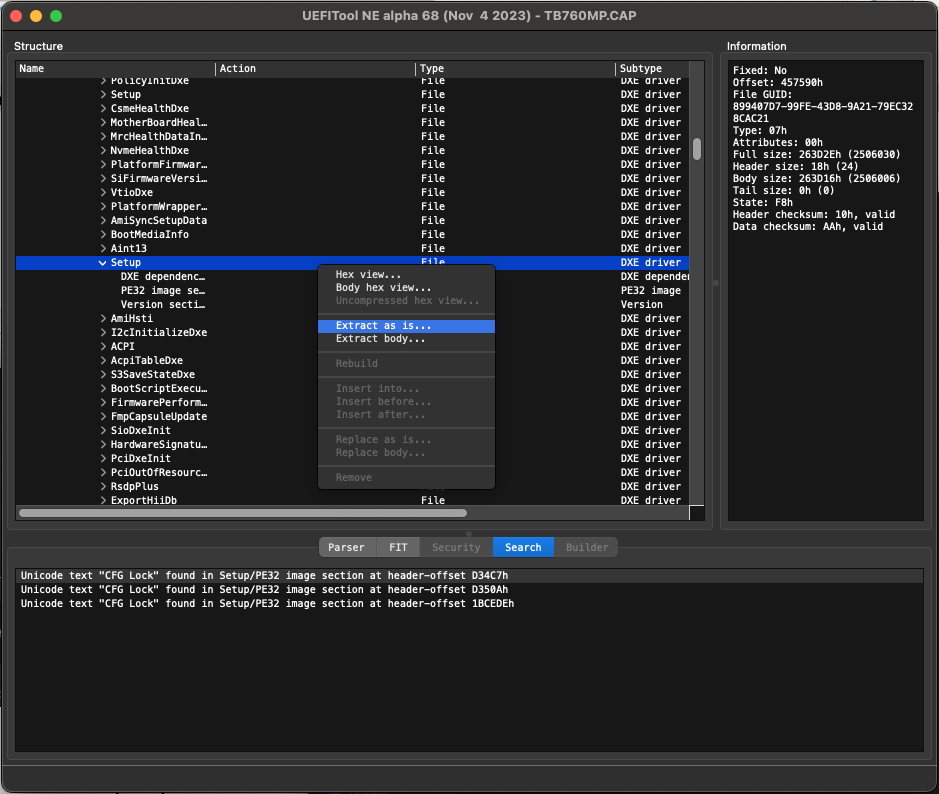 UEFITool NE alpha 68 (Nov 4 2023) - TB760MP.CAP
Structure
Name Action Type Subtype
PolicyInitDxe File DXE driver
Setup File DXE driver
CsmeHealthDxe File DXE driver
MotherBoardHeal… File DXE driver
MrcHealthDataIn… File DXE driver
NvmeHealthDxe File DXE driver
PlatformFirmwar… File DXE driver
SiFirmwareVersi… File DXE driver
VtioDxe File DXE driver
PlatformWrapper… File DXE driver
AmiSyncSetupData File DXE driver
BootMediaInfo File DXE driver
Aint13 File DXE driver
Setup File DXE driver
DXE dependenc… DXE depende
PE32 image se… PE32 image
Version secti… Version
AmiHsti DXE driver
I2cInitializeDxe DXE driver
ACPI DXE driver
AcpiTableDxe DXE driver
S3SaveStateDxe DXE driver
BootScriptExecu… DXE driver
FirmwarePerform… DXE driver
FmpCapsuleUpdate DXE driver
SioDxeInit DXE driver
HardwareSignatu… DXE driver
PciDxeInit DXE driver
PciOutOfResourc… DXE driver
RsdpPlus DXE driver
ExportHiiDb File DXE driver
Hex view...
Body hex view...
Uncompressed hex view...
Extract as is...
Extract body...
Rebuild
Insert into...
Insert before...
Insert after...
Replace as is...
Replace body...
Remove
Information
Fixed: No
Offset: 457590h
File GUID:
899407D7-99FE-43D8-9A21-79EC32
8CAC21
Type: 07h
Attributes: 00h
Full size: 263D2Eh (2506030)
Header size: 18h (24)
Body size: 263D16h (2506006)
Tail size: 0h (0)
State: F8h
Header checksum: 10h, valid
Data checksum: AAh, valid
Parser FIT Security Search Builder
Unicode text "CFG Lock" found in Setup/PE32 image section at header-offset D34C7h
Unicode text "CFG Lock" found in Setup/PE32 image section at header-offset D350Ah
Unicode text "CFG Lock" found in Setup/PE32 image section at header-offset 1BCEDEh